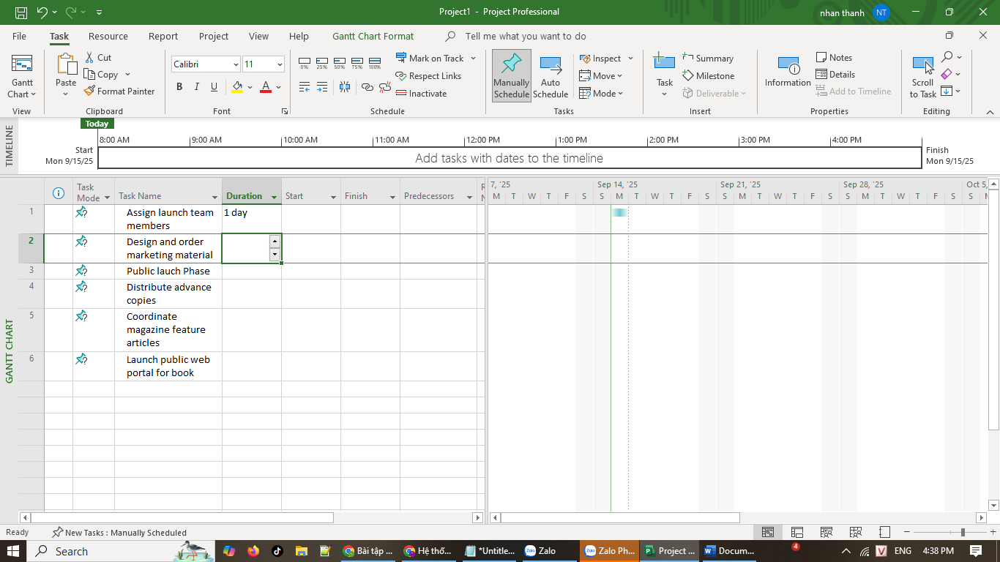 Project1 - Project Professional
nhan thanh NT
File Task Resource Report Project View Help Gantt Chart Format Tell me what you want to do
Gantt Chart
View
Paste
Cut
Copy
Format Painter
Clipboard
Calibri 11
B I U A
Font
0% 25% 50% 75% 100%
Mark on Track
Respect Links
Inactivate
Schedule
Manually Schedule
Auto Schedule
Inspect
Move
Mode
Tasks
Task
Summary
Milestone
Deliverable
Insert
Information
Notes
Details
Add to Timeline
Properties
Scroll to Task
Editing
TIMELINE
Today
8:00 AM 9:00 AM 10:00 AM 11:00 AM 12:00 PM 1:00 PM 2:00 PM 3:00 PM 4:00 PM
Start
Mon 9/15/25
Add tasks with dates to the timeline
Finish
Mon 9/15/25
GANTT CHART
Task Mode Task Name Duration Start Finish Predecessors
7, '25 Sep 14, '25 Sep 21, '25 Sep 28, '25 Oct 5,
M T W T F S S M T W T F S S M T W T F S S M T W T F S S M
1 Assign launch team members 1 day
2 Design and order marketing material
3 Public lauch Phase
4 Distribute advance copies
5 Coordinate magazine feature articles
6 Launch public web portal for book
Ready New Tasks : Manually Scheduled
Search
Bài tập ...
Hệ thố...
*Untitle...
Zalo
Zalo Ph...
Project ...
Docum...
4
V
ENG
4:38 PM